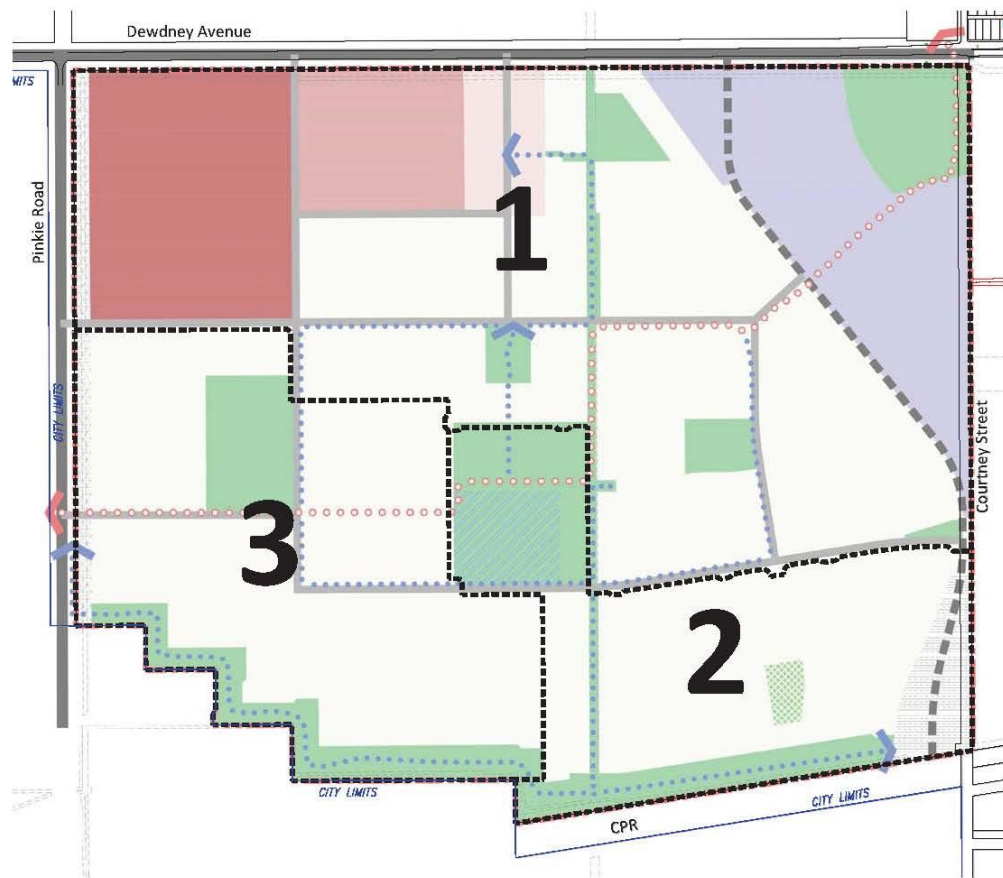 Dewdney Avenue
MITS
Pinkie Road
1
CITY LIMITS
Courtney Street
3
2
CITY LIMITS
CITY LIMITS
CPR